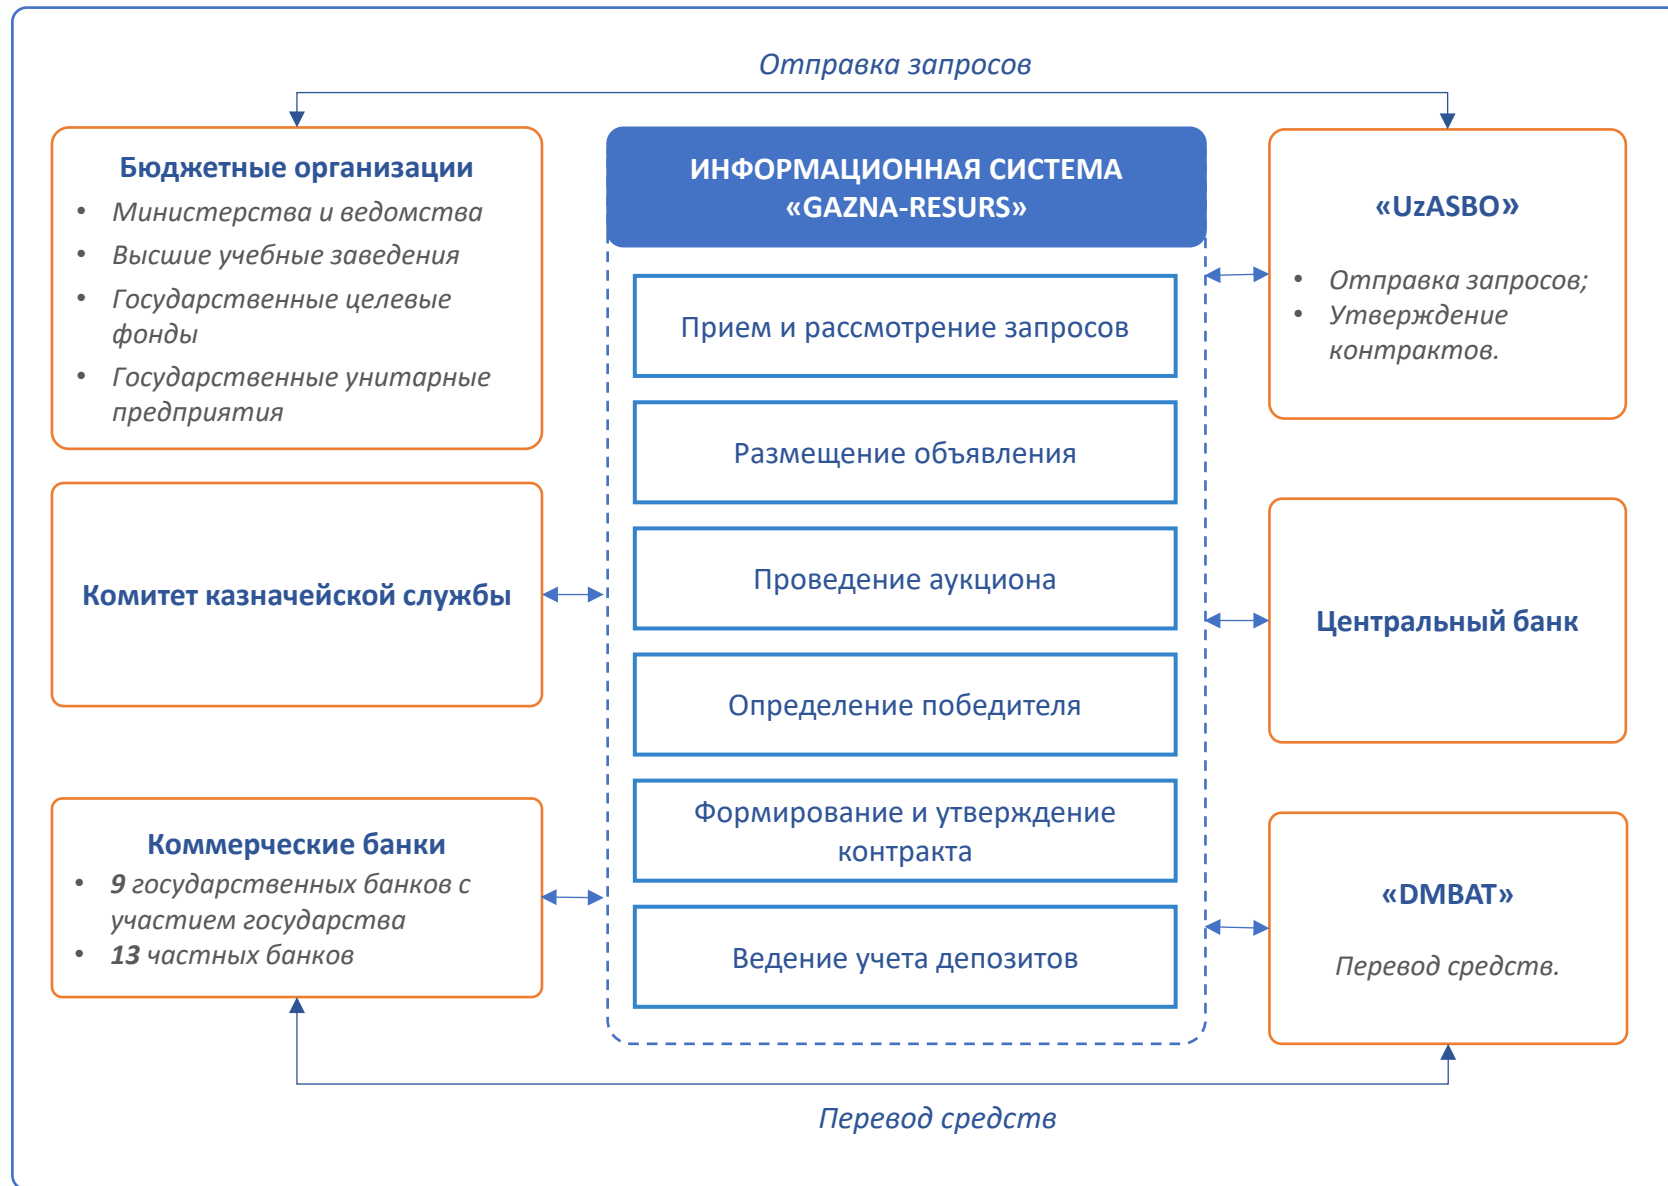 Отправка запросов
Бюджетные организации
• Министерства и ведомства
• Высшие учебные заведения
• Государственные целевые
фонды
• Государственные унитарные
предприятия
Комитет казначейской службы
Коммерческие банки
• 9 государственных банков с
участием государства
• 13 частных банков
ИНФОРМАЦИОННАЯ СИСТЕМА
«GAZNA-RESURS»
Прием и рассмотрение запросов
Размещение объявления
Проведение аукциона
Определение победителя
Формирование и утверждение
контракта
Ведение учета депозитов
«UzASBO»
• Отправка запросов;
• Утверждение
контрактов.
Центральный банк
«DMBAT»
Перевод средств.
Перевод средств